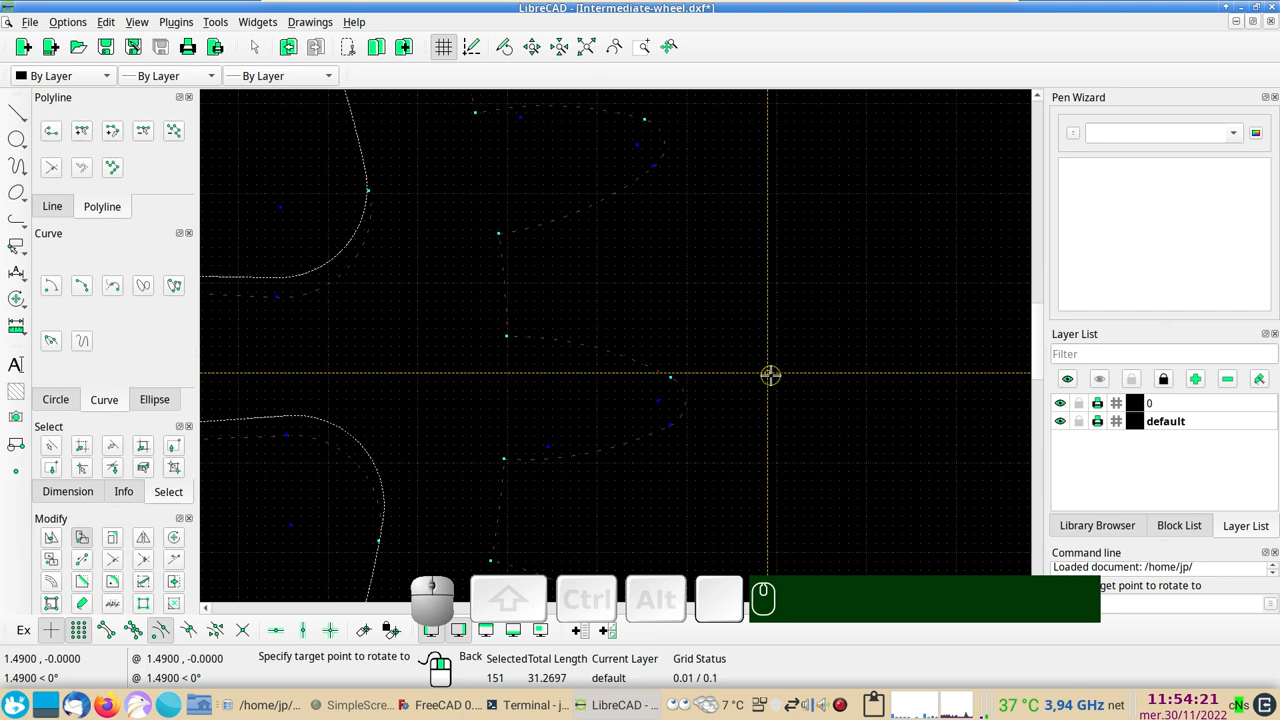 LibreCAD - [Intermediate-wheel.dxf*]
File Options Edit View Plugins Tools Widgets Drawings Help
By Layer By Layer By Layer
Polyline
Pen Wizard
Line Polyline
Curve
Layer List
Filter
0
default
Circle Curve Ellipse
Select
Dimension Info Select
Library Browser Block List Layer List
Modify
Command line
Loaded document: /home/jp/
get point to rotate to
Ctrl Alt
Ex
1.4900 , -0.0000 @ 1.4900 , -0.0000 Specify target point to rotate to Back Selected Total Length Current Layer Grid Status
1.4900 < 0° @ 1.4900 < 0° 151 31.2697 default 0.01 / 0.1
/home/jp/... SimpleScre... FreeCAD 0.... Terminal - j... LibreCAD - ... 7 °C 37 °C 3,94 GHz net 11:54:21 cNs
mer.30/11/2022